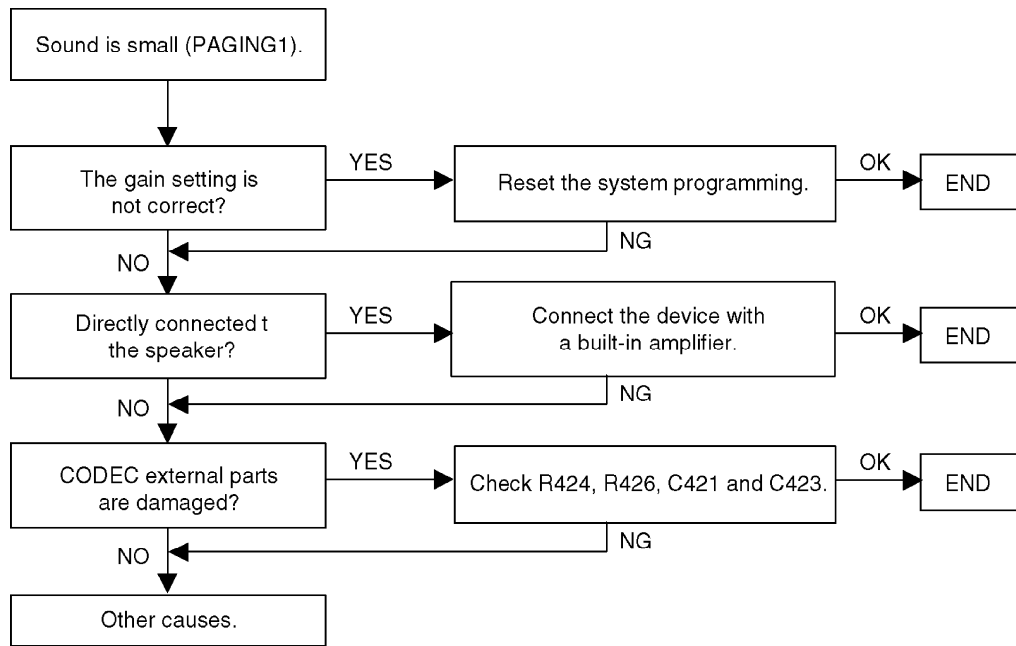 Sound is small (PAGING1).
The gain setting is
not correct?
YES
Reset the system programming.
OK
END
NG
NO
Directly connected t
the speaker?
YES
Connect the device with
a built-in amplifier.
OK
END
NG
NO
CODEC external parts
are damaged?
YES
Check R424, R426, C421 and C423.
OK
END
NG
NO
Other causes.